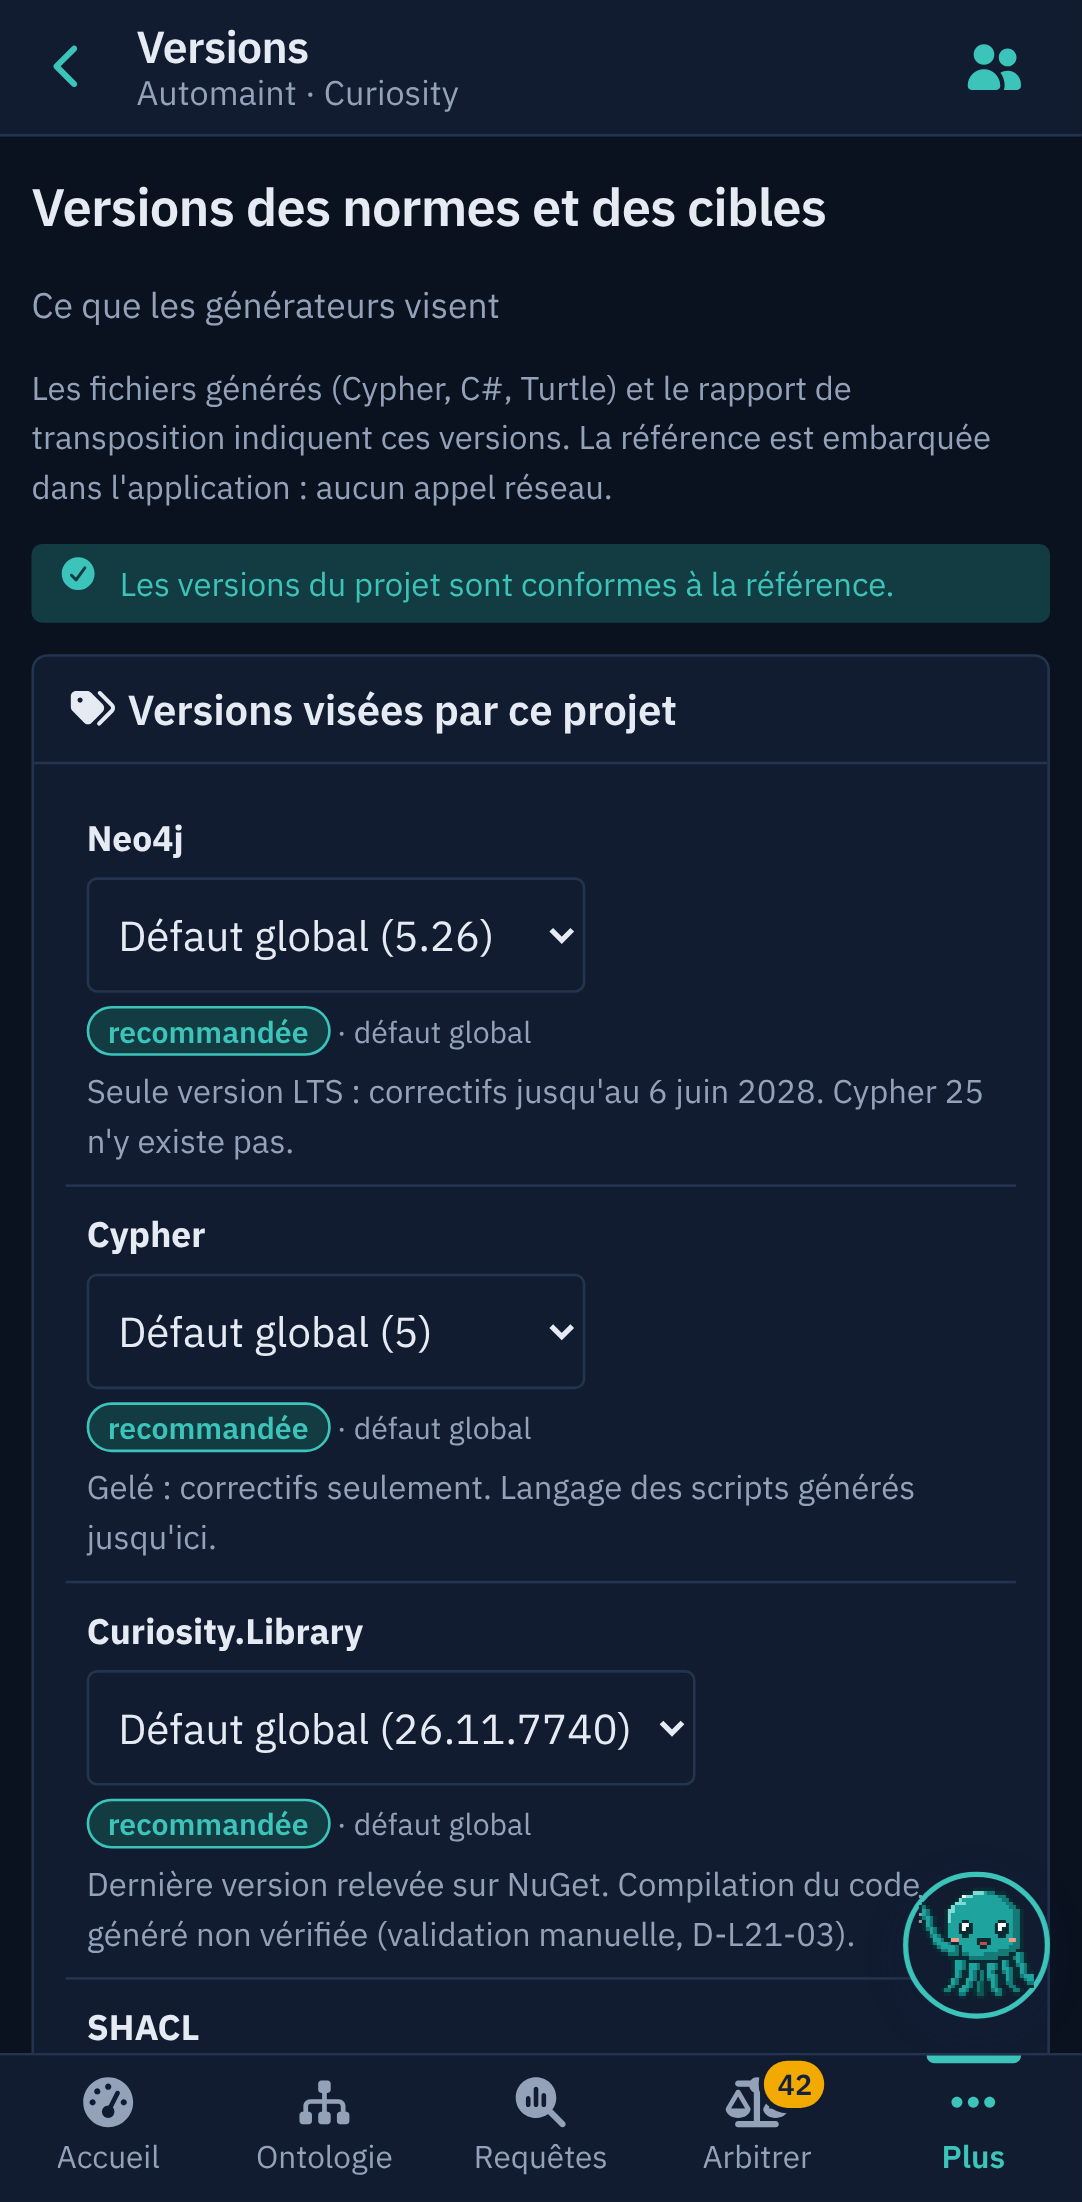 Versions
Automaint · Curiosity
Versions des normes et des cibles
Ce que les générateurs visent
Les fichiers générés (Cypher, C#, Turtle) et le rapport de
transposition indiquent ces versions. La référence est embarquée
dans l'application : aucun appel réseau.
Les versions du projet sont conformes à la référence.
Versions visées par ce projet
Neo4j
Défaut global (5.26)
recommandée · défaut global
Seule version LTS : correctifs jusqu'au 6 juin 2028. Cypher 25
n'y existe pas.
Cypher
Défaut global (5)
recommandée · défaut global
Gelé : correctifs seulement. Langage des scripts générés
jusqu'ici.
Curiosity.Library
Défaut global (26.11.7740)
recommandée · défaut global
Dernière version relevée sur NuGet. Compilation du code
généré non vérifiée (validation manuelle, D-L21-03).
SHACL
42
Accueil
Ontologie
Requêtes
Arbitrer
Plus